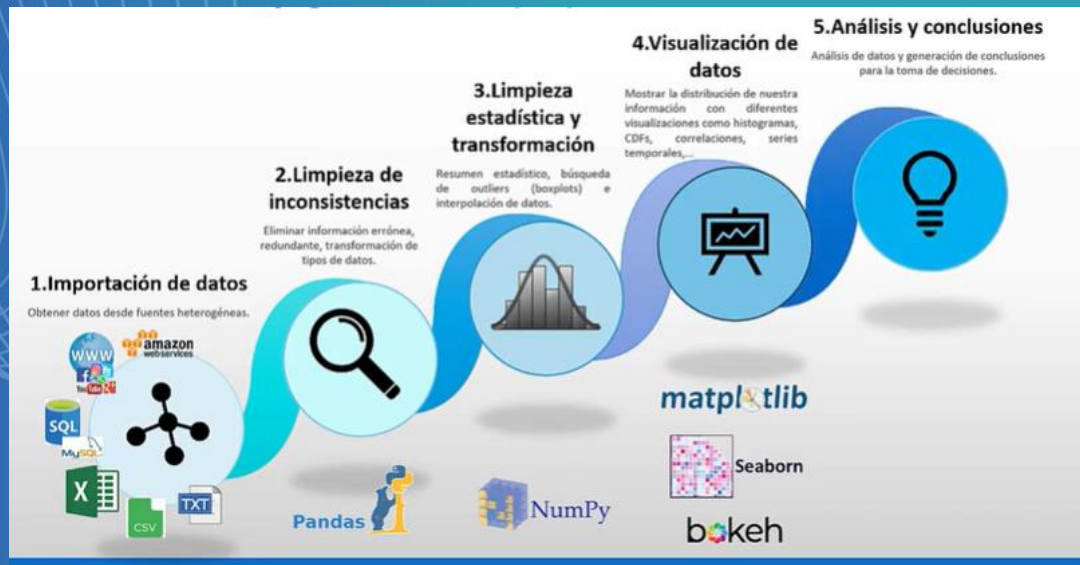 1.Importación de datos
Obtener datos desde fuentes heterogéneas.
WWW
amazon
webservices
You Tube
SQL
MySQL
X
CSV
TXT
2.Limpieza de
inconsistencias
Eliminar información errónea,
redundante, transformación de
tipos de datos.
Pandas
3.Limpieza
estadística y
transformación
Resumen estadístico, búsqueda
de outliers (boxplots) e
interpolación de datos.
NumPy
4.Visualización de
datos
Mostrar la distribución de nuestra
información con diferentes
visualizaciones como histogramas,
CDFs, correlaciones, series
temporales,...
matplotlib
Seaborn
bokeh
5.Análisis y conclusiones
Análisis de datos y generación de conclusiones
para la toma de decisiones.